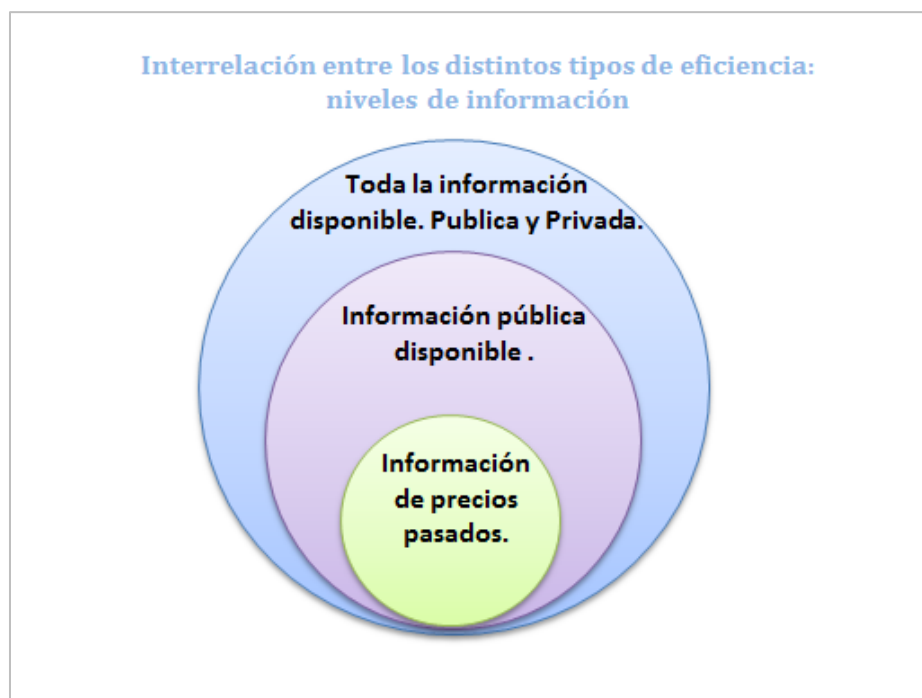 Interrelación entre los distintos tipos de eficiencia:
niveles de información
Toda la información
disponible. Publica y Privada.
Información pública
disponible .
Información
de precios
pasados.